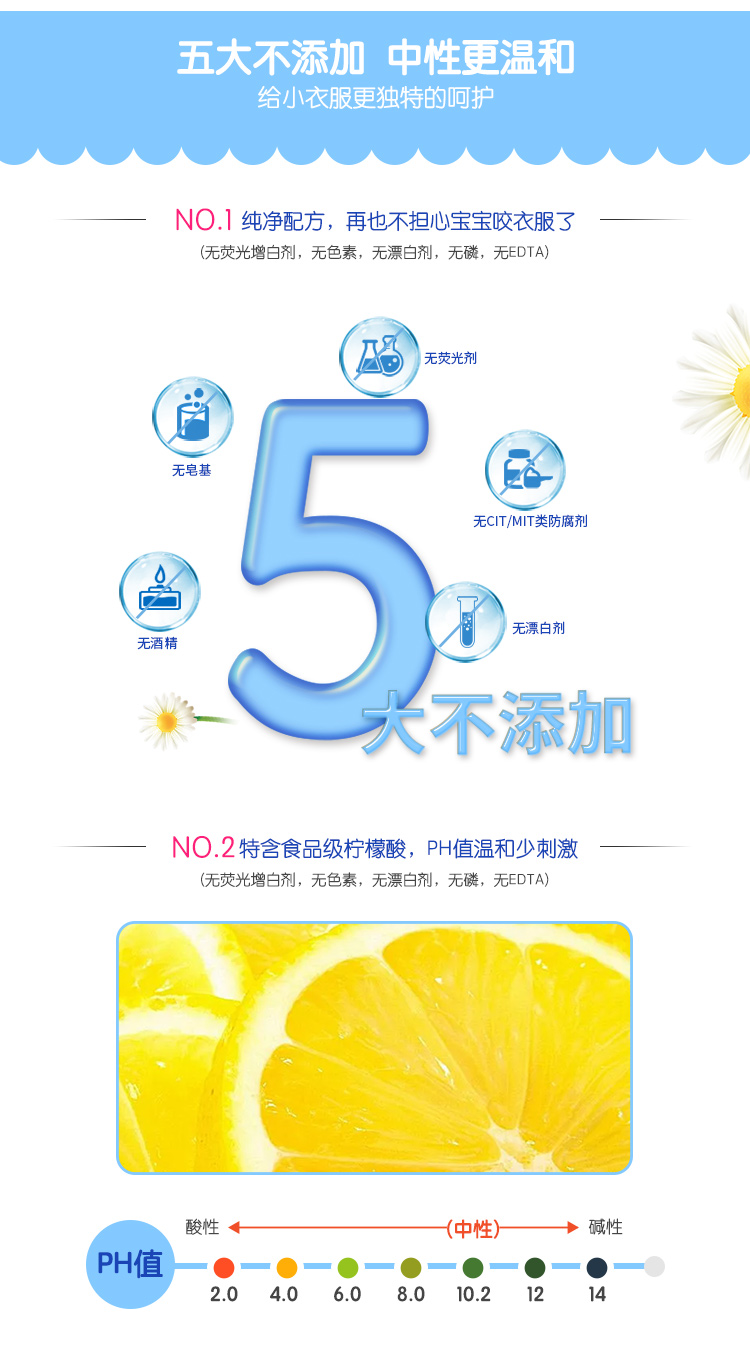 五大不添加 中性更温和
给小衣服更独特的呵护
NO.1 纯净配方，再也不担心宝宝咬衣服了
(无荧光增白剂，无色素，无漂白剂，无磷，无EDTA)
无荧光剂
无皂基
无CIT/MIT类防腐剂
无酒精
无漂白剂
5
大不添加
NO.2 特含食品级柠檬酸，PH值温和少刺激
(无荧光增白剂，无色素，无漂白剂，无磷，无EDTA)
酸性 (中性) 碱性
PH值
2.0 4.0 6.0 8.0 10.2 12 14